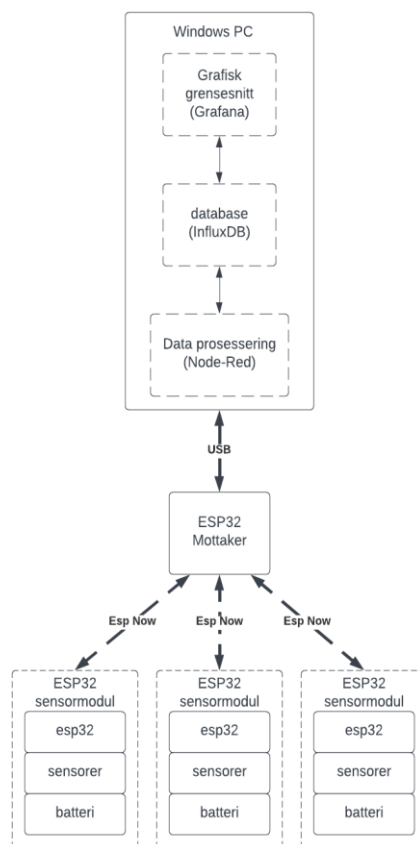 Windows PC
Grafisk
grensesnitt
(Grafana)
database
(InfluxDB)
Data prosessering
(Node-Red)
USB
ESP32
Mottaker
Esp Now
Esp Now
Esp Now
ESP32
sensormodul
esp32
sensorer
batteri
ESP32
sensormodul
esp32
sensorer
batteri
ESP32
sensormodul
esp32
sensorer
batteri